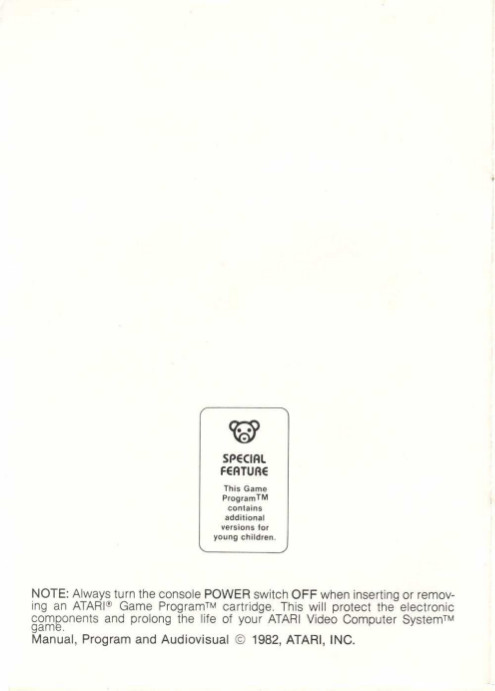 SPECIAL
FEATURE
This Game
Program™
contains
additional
versions for
young children.
NOTE: Always turn the console POWER switch OFF when inserting or remov-
ing an ATARI® Game Program™ cartridge. This will protect the electronic
components and prolong the life of your ATARI Video Computer System™
game.
Manual, Program and Audiovisual © 1982, ATARI, INC.